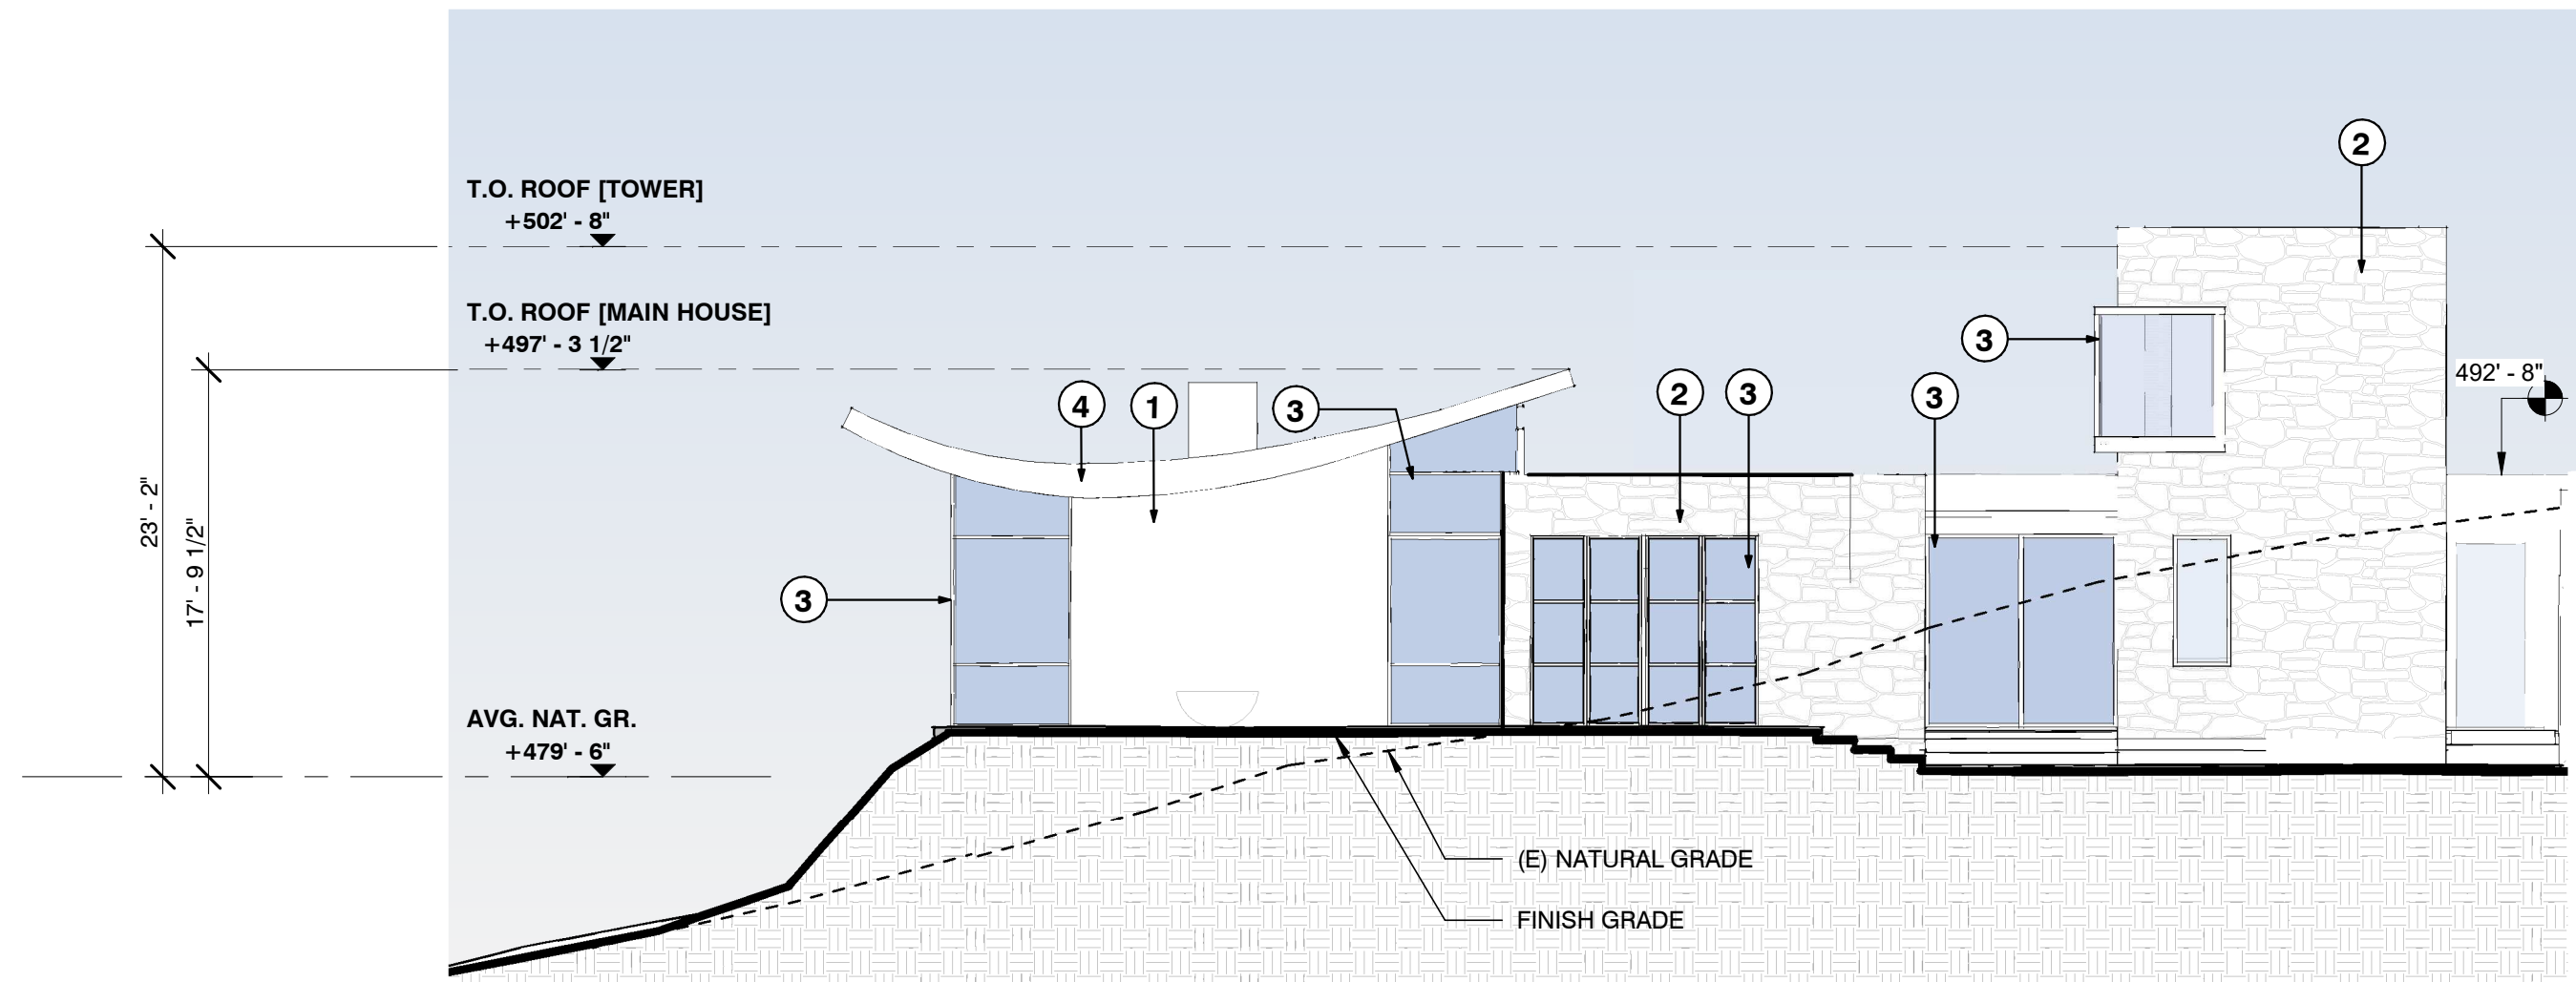 2
T.O. ROOF [TOWER]
+502' - 8"
T.O. ROOF [MAIN HOUSE]
+497' - 3 1/2"
3
492' - 8"
4
1
3
2
3
3
23' - 2"
17' - 9 1/2"
3
AVG. NAT. GR.
+479' - 6"
(E) NATURAL GRADE
FINISH GRADE